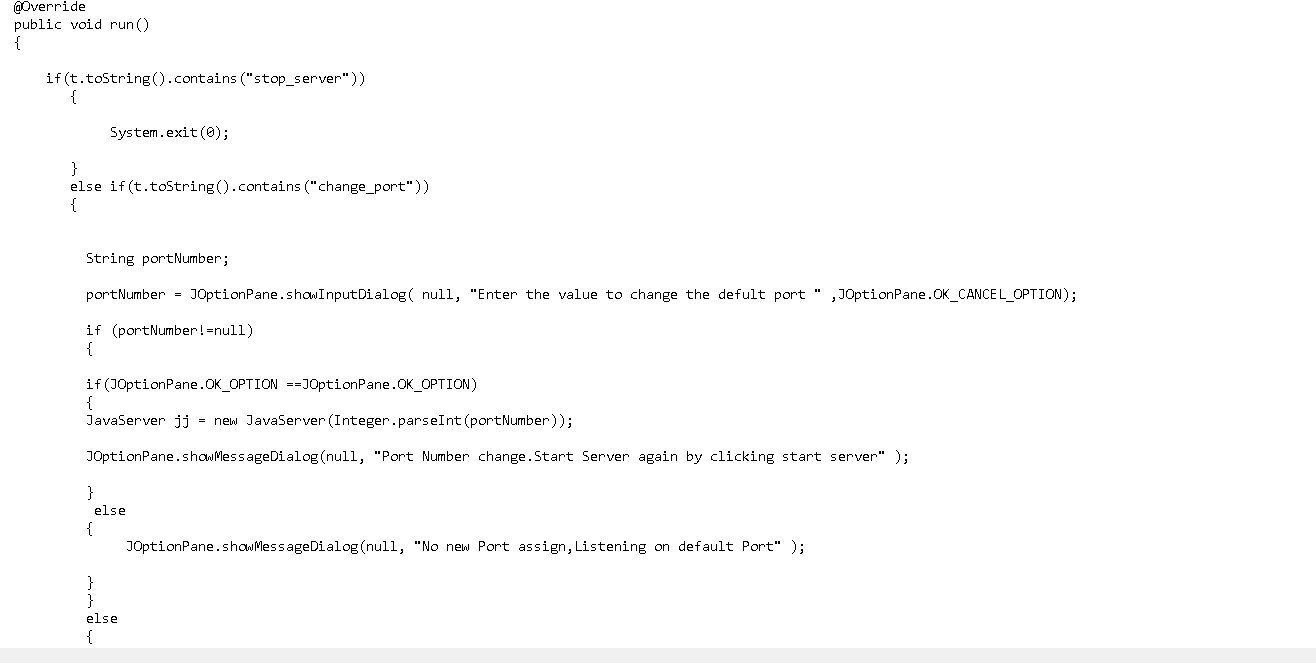 @Override
public void run()
{
if(t.toString().contains("stop_server"))
{
System.exit(0);
}
else if(t.toString().contains("change_port"))
{
String portNumber;
portNumber = JOptionPane.showInputDialog( null, "Enter the value to change the defult port " ,JOptionPane.OK_CANCEL_OPTION);
if (portNumber!=null)
{
if(JOptionPane.OK_OPTION ==JOptionPane.OK_OPTION)
{
JavaServer jj = new JavaServer(Integer.parseInt(portNumber));
JOptionPane.showMessageDialog(null, "Port Number change.Start Server again by clicking start server" );
}
else
{
JOptionPane.showMessageDialog(null, "No new Port assign,Listening on default Port" );
}
}
else
{